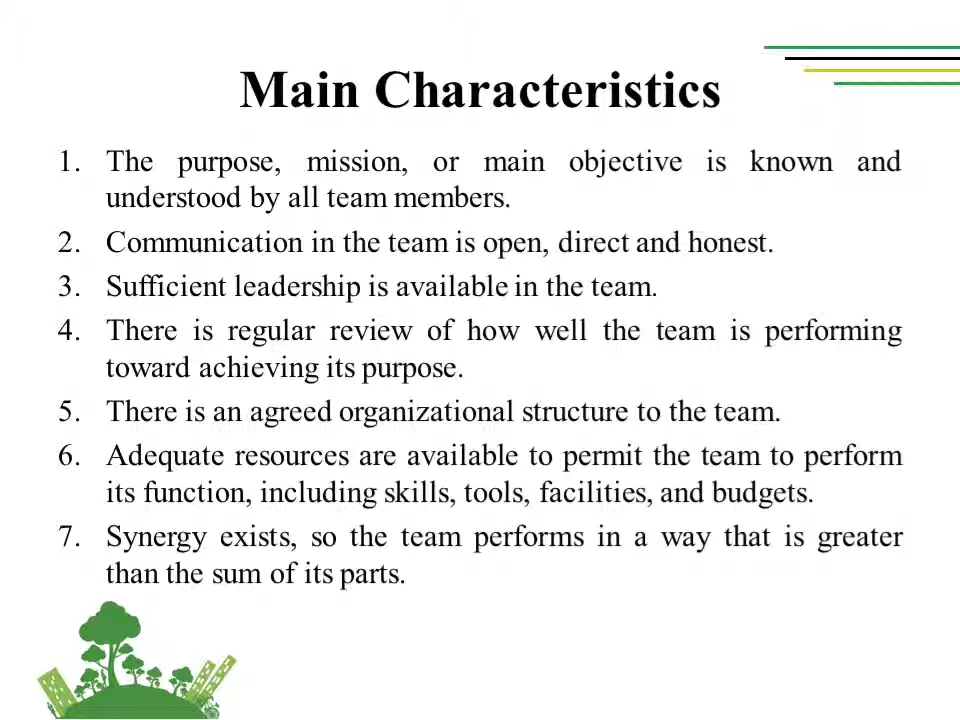 Main Characteristics
1. The purpose, mission, or main objective is known and
understood by all team members.
2. Communication in the team is open, direct and honest.
3. Sufficient leadership is available in the team.
4. There is regular review of how well the team is performing
toward achieving its purpose.
5. There is an agreed organizational structure to the team.
6. Adequate resources are available to permit the team to perform
its function, including skills, tools, facilities, and budgets.
7. Synergy exists, so the team performs in a way that is greater
than the sum of its parts.